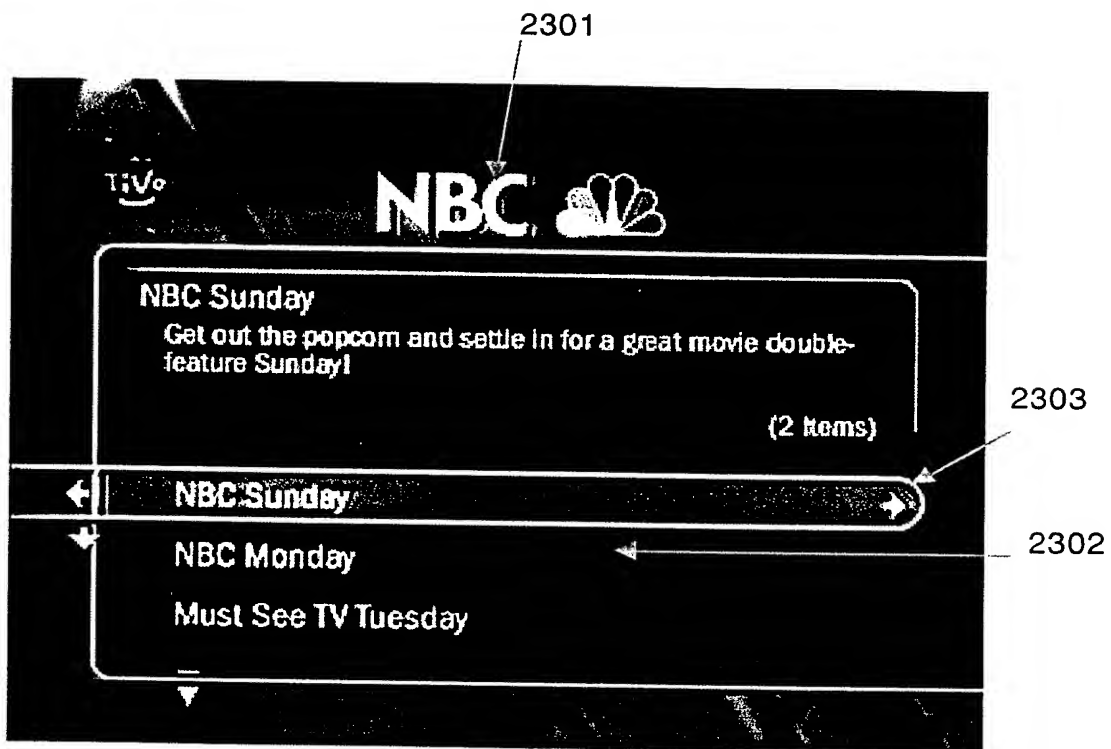 2301
TiVo
NBC
NBC Sunday
Get out the popcorn and settle in for a great movie double-
feature Sunday!
(2 Items)
2303
NBC Sunday
2302
NBC Monday
Must See TV Tuesday